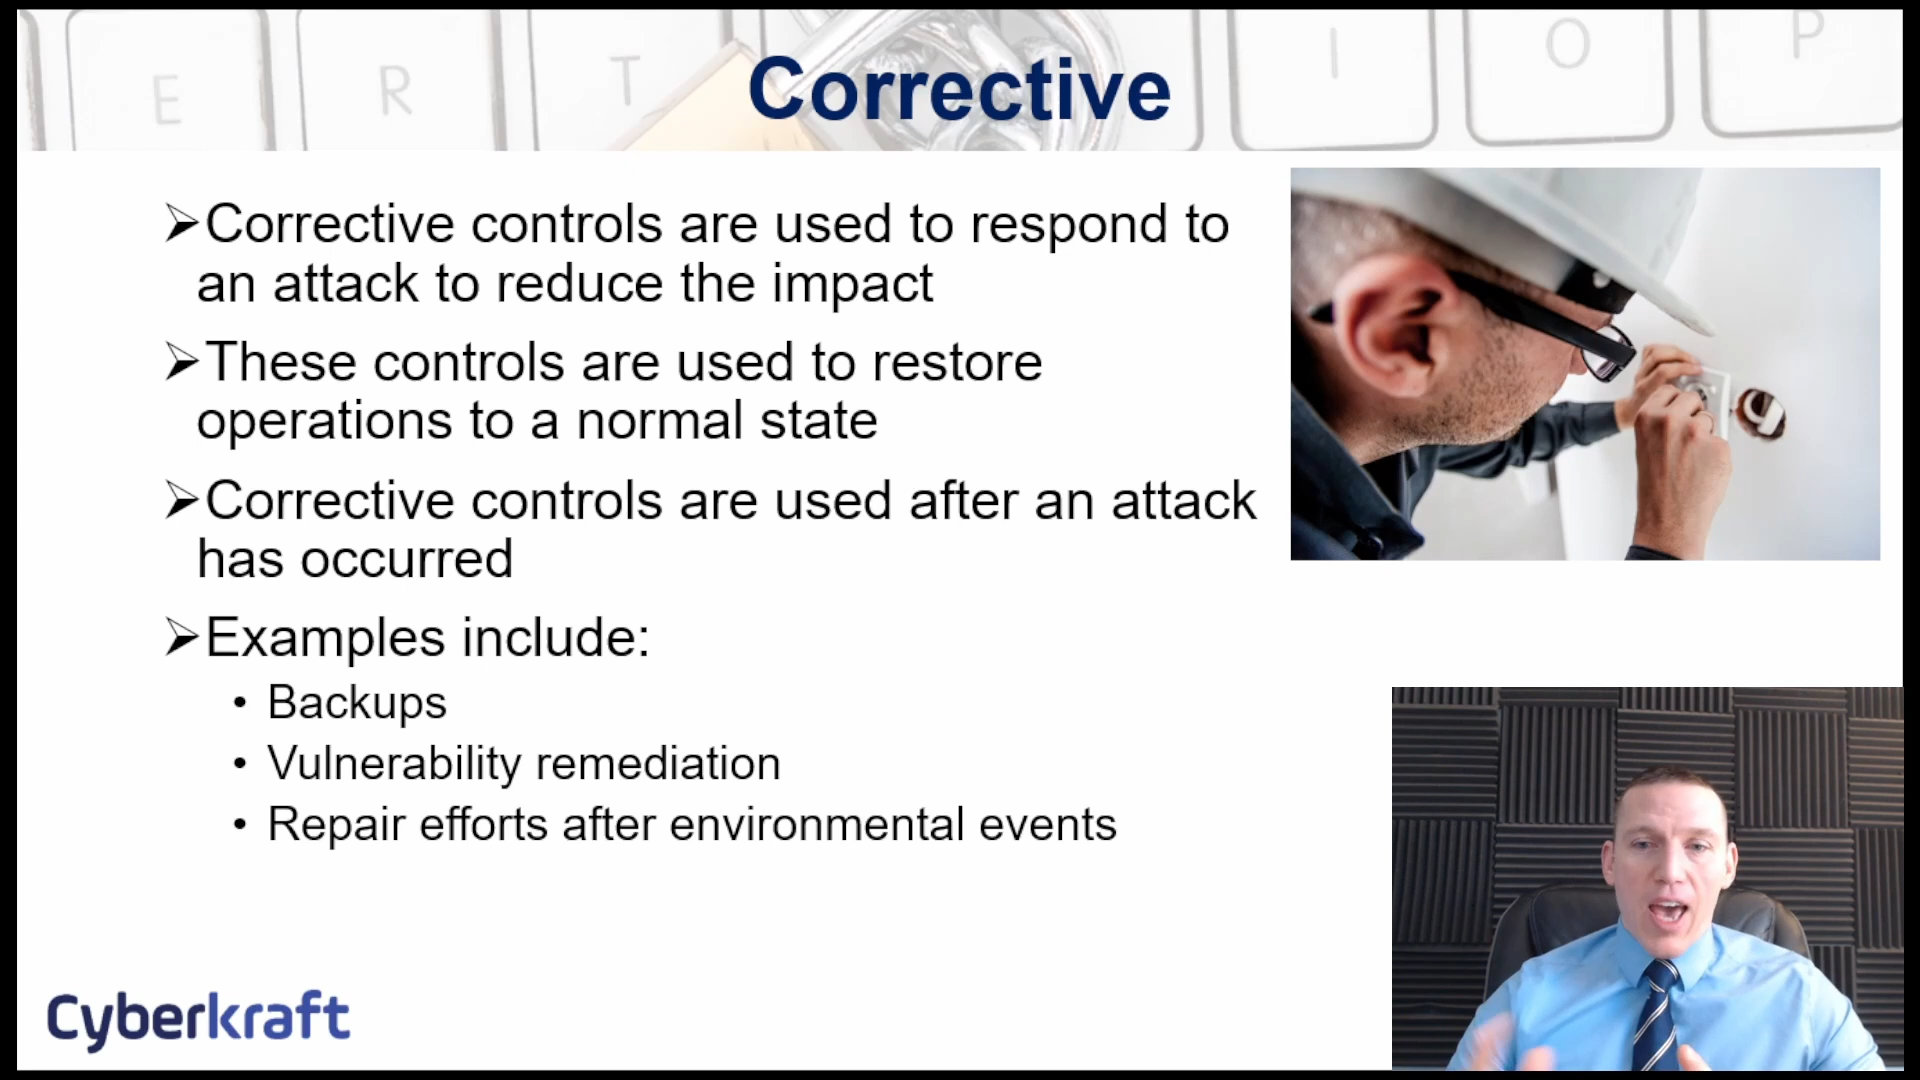 E R T I O P
Corrective
➢Corrective controls are used to respond to
an attack to reduce the impact
➢These controls are used to restore
operations to a normal state
➢Corrective controls are used after an attack
has occurred
➢Examples include:
• Backups
• Vulnerability remediation
• Repair efforts after environmental events
Cyberkraft